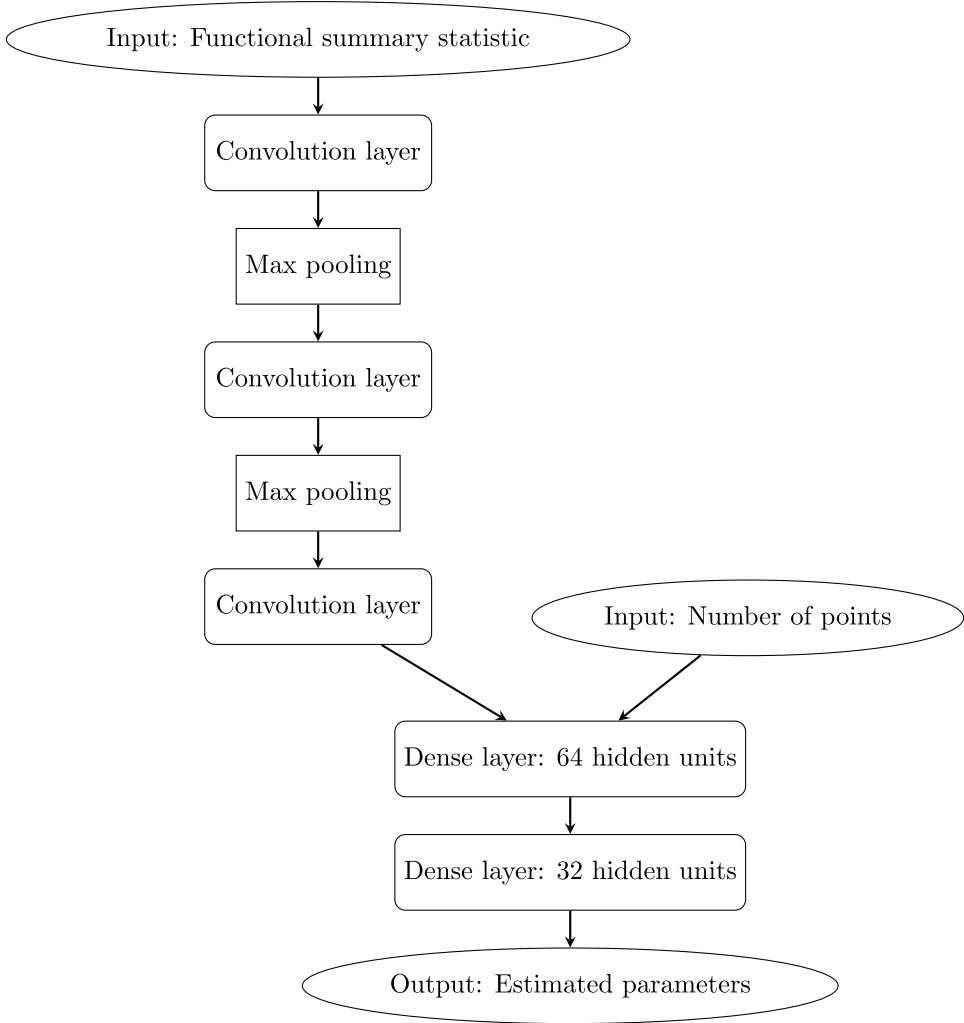 Input: Functional summary statistic
Convolution layer
Max pooling
Convolution layer
Max pooling
Convolution layer
Input: Number of points
Dense layer: 64 hidden units
Dense layer: 32 hidden units
Output: Estimated parameters